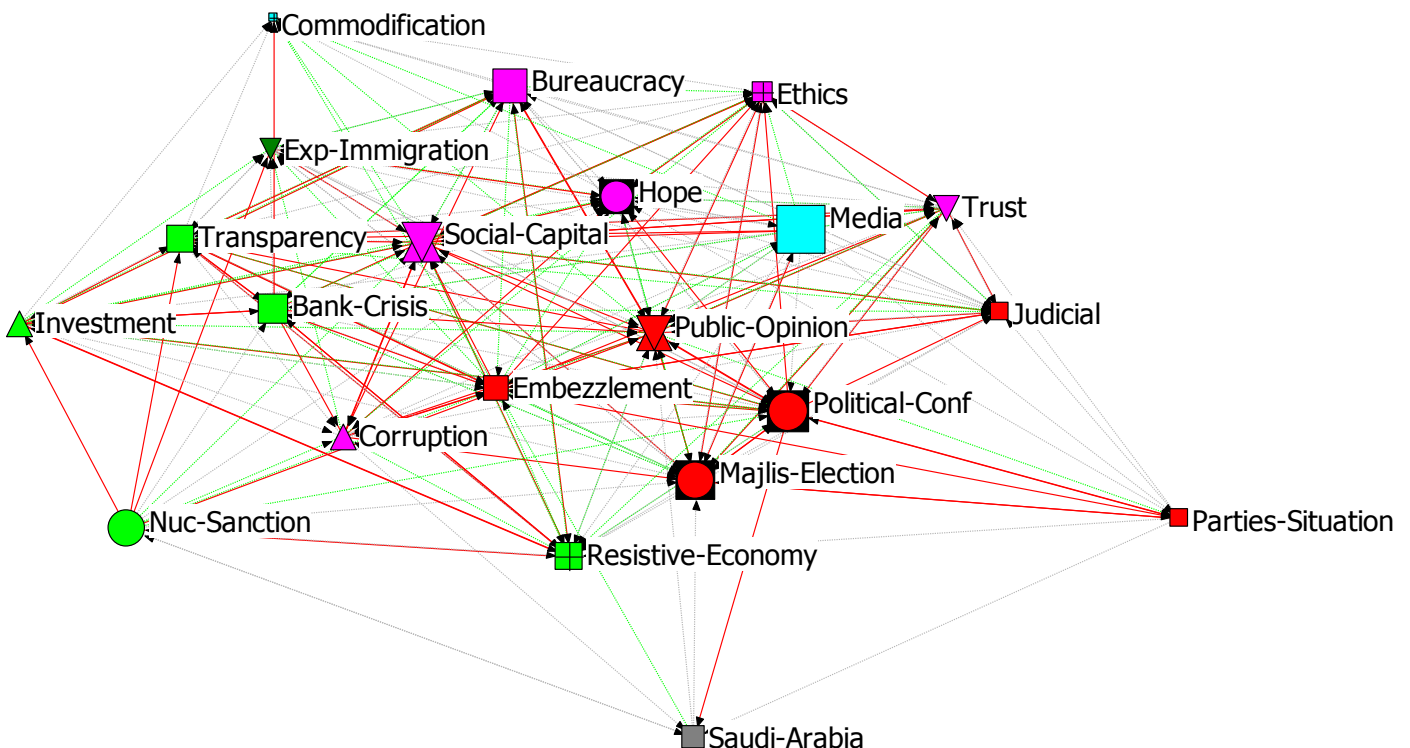 Commodification
Bureaucracy
Ethics
Exp-Immigration
Hope
Trust
Media
Transparency
Social-Capital
Bank-Crisis
Judicial
Investment
Public-Opinion
Embezzlement
Political-Conf
Corruption
Majlis-Election
Nuc-Sanction
Parties-Situation
Resistive-Economy
Saudi-Arabia